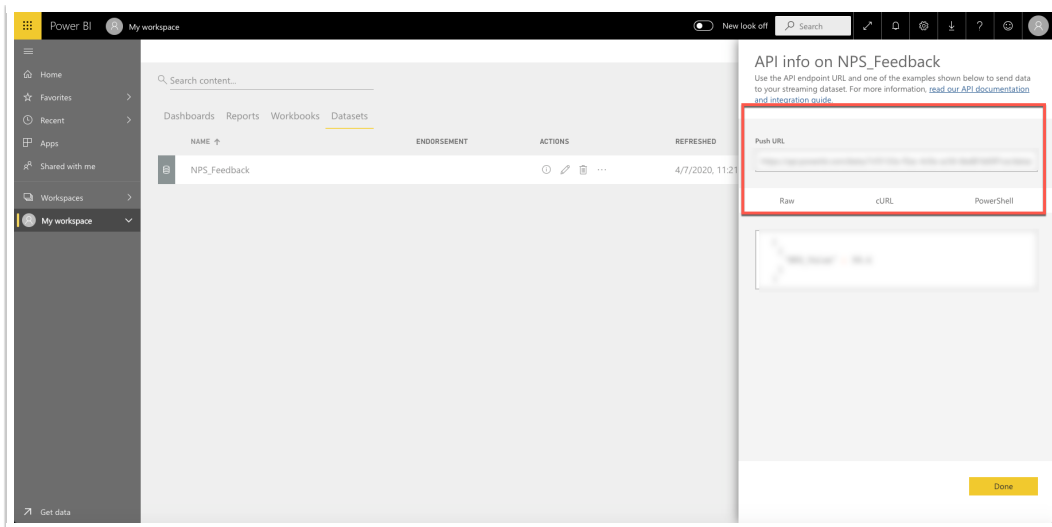 Power BI
My workspace
New look off
Search
Home
Favorites
Recent
Apps
Shared with me
Workspaces
My workspace
Get data
Search content...
Dashboards Reports Workbooks Datasets
NAME ENDORSEMENT ACTIONS REFRESHED
NPS_Feedback 4/7/2020, 11:21
API info on NPS_Feedback
Use the API endpoint URL and one of the examples shown below to send data
to your streaming dataset. For more information, read our API documentation
and integration guide.
Push URL
Raw cURL PowerShell
Done